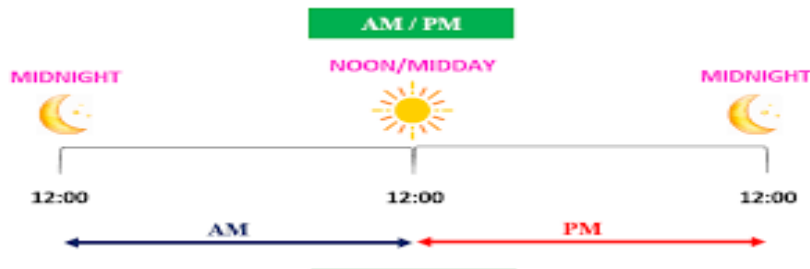 AM / PM
NOON/MIDDAY
MIDNIGHT
MIDNIGHT
12:00
12:00
12:00
AM
PM